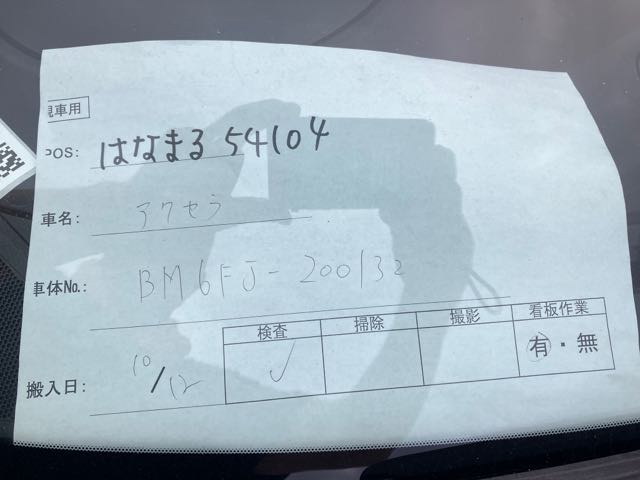 現車用
POS: はなまる 54104
車名: アクセラ
車体No.: BM6FJ-200132
検査 掃除 撮影 看板作業
搬入日: 10/12 ✓ 有・無